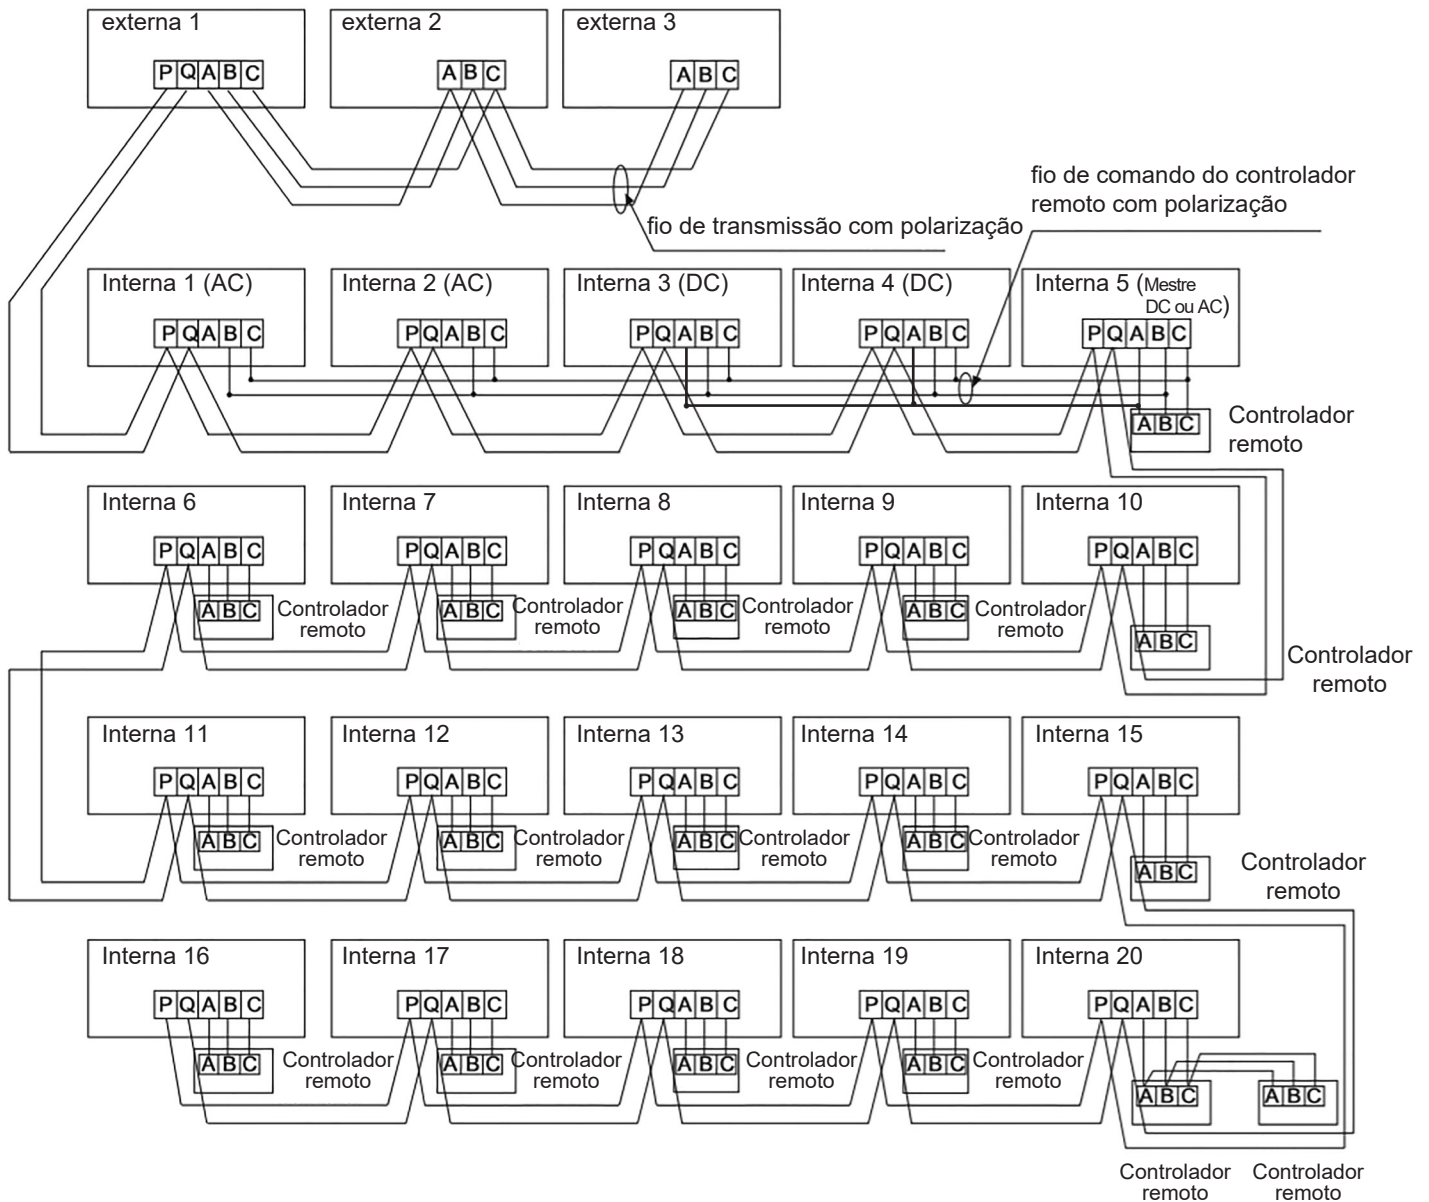 externa 1
externa 2
externa 3
P Q A B C
A B C
A B C
fio de comando do controlador
remoto com polarização
fio de transmissão com polarização
Interna 1 (AC)
Interna 2 (AC)
Interna 3 (DC)
Interna 4 (DC)
Interna 5 (Mestre
DC ou AC)
P Q A B C
P Q A B C
P Q A B C
P Q A B C
P Q A B C
A B C
Controlador
remoto
Interna 6
Interna 7
Interna 8
Interna 9
Interna 10
P Q A B C
P Q A B C
P Q A B C
P Q A B C
P Q A B C
A B C
Controlador
remoto
A B C
Controlador
remoto
A B C
Controlador
remoto
A B C
Controlador
remoto
A B C
Controlador
remoto
Interna 11
Interna 12
Interna 13
Interna 14
Interna 15
P Q A B C
P Q A B C
P Q A B C
P Q A B C
P Q A B C
A B C
Controlador
remoto
A B C
Controlador
remoto
A B C
Controlador
remoto
A B C
Controlador
remoto
A B C
Controlador
remoto
Interna 16
Interna 17
Interna 18
Interna 19
Interna 20
P Q A B C
P Q A B C
P Q A B C
P Q A B C
P Q A B C
A B C
Controlador
remoto
A B C
Controlador
remoto
A B C
Controlador
remoto
A B C
Controlador
remoto
A B C
A B C
Controlador
remoto
Controlador
remoto